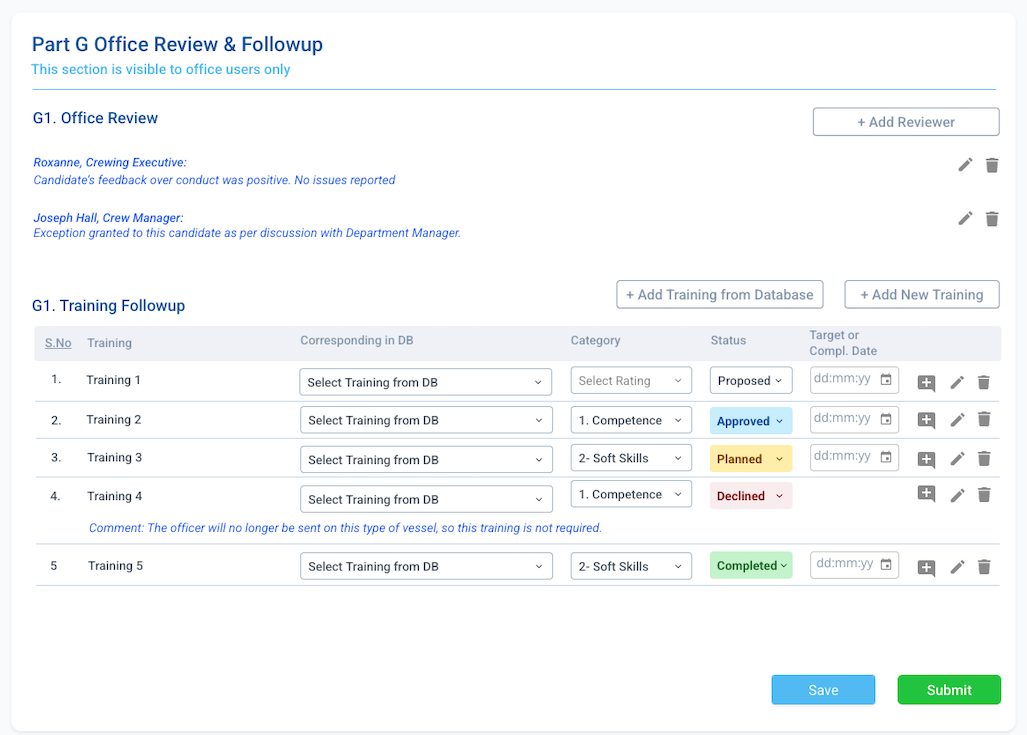 Part G Office Review & Followup
This section is visible to office users only
G1. Office Review
+ Add Reviewer
Roxanne, Crewing Executive:
Candidate's feedback over conduct was positive. No issues reported
Joseph Hall, Crew Manager:
Exception granted to this candidate as per discussion with Department Manager.
G1. Training Followup
+ Add Training from Database
+ Add New Training
S.No Training Corresponding in DB Category Status Target or
Compl. Date
1. Training 1 Select Training from DB Select Rating Proposed dd:mm:yy
2. Training 2 Select Training from DB 1. Competence Approved dd:mm:yy
3. Training 3 Select Training from DB 2- Soft Skills Planned dd:mm:yy
4. Training 4 Select Training from DB 1. Competence Declined
Comment: The officer will no longer be sent on this type of vessel, so this training is not required.
5 Training 5 Select Training from DB 2- Soft Skills Completed dd:mm:yy
Save
Submit